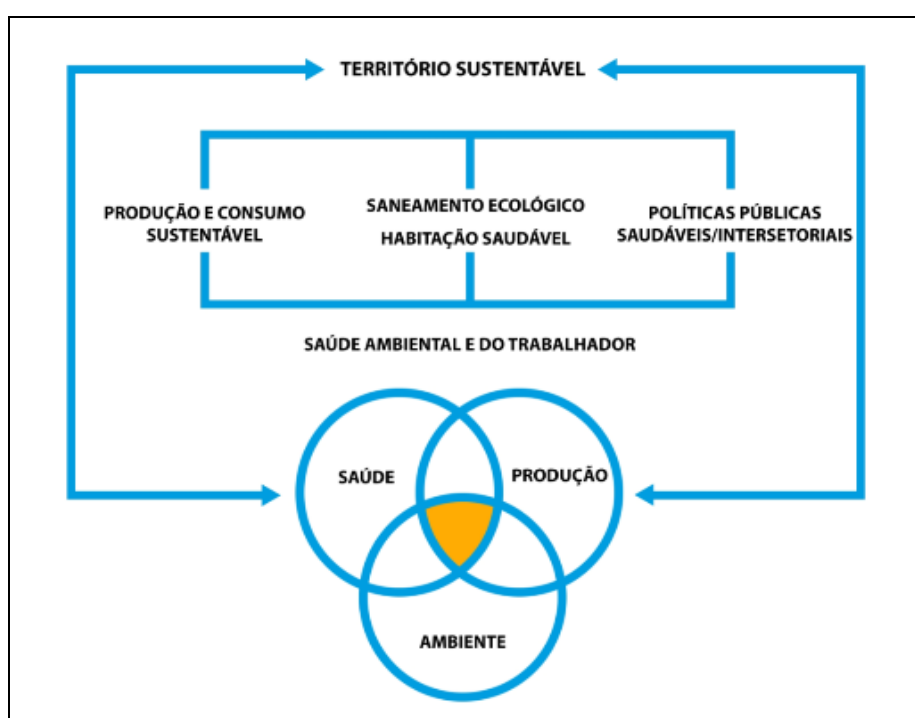 TERRITÓRIO SUSTENTÁVEL
PRODUÇÃO E CONSUMO
SUSTENTÁVEL
SANEAMENTO ECOLÓGICO
HABITAÇÃO SAUDÁVEL
POLÍTICAS PÚBLICAS
SAUDÁVEIS/INTERSETORIAIS
SAÚDE AMBIENTAL E DO TRABALHADOR
SAÚDE
PRODUÇÃO
AMBIENTE